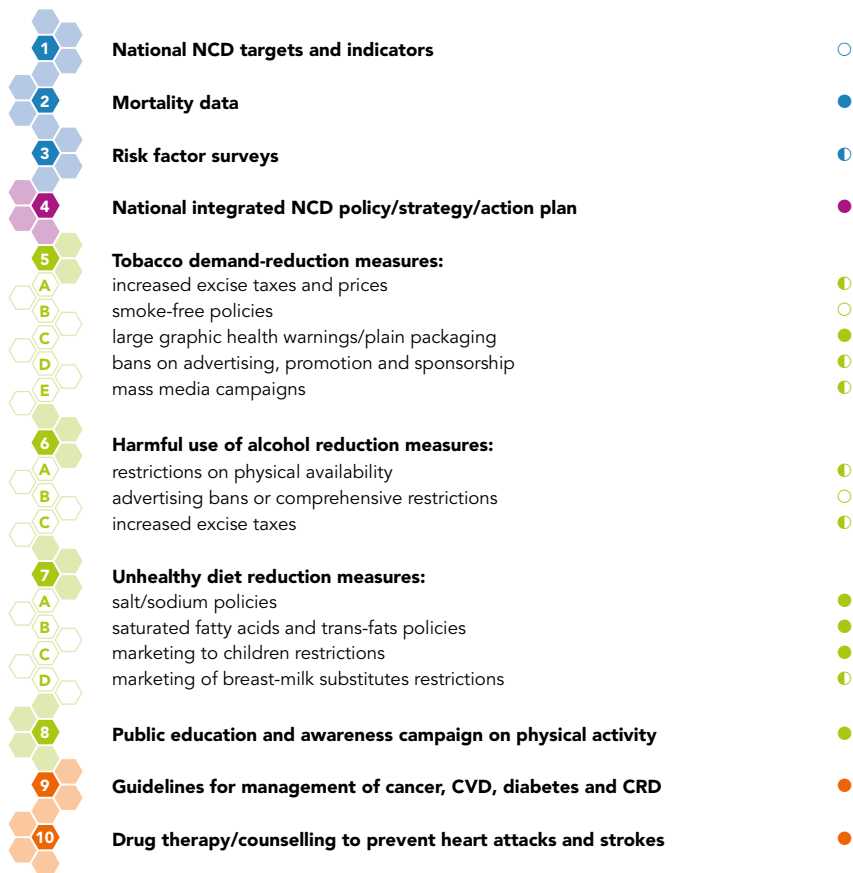 1 National NCD targets and indicators
2 Mortality data
3 Risk factor surveys
4 National integrated NCD policy/strategy/action plan
5 Tobacco demand-reduction measures:
A increased excise taxes and prices
B smoke-free policies
C large graphic health warnings/plain packaging
D bans on advertising, promotion and sponsorship
E mass media campaigns
6 Harmful use of alcohol reduction measures:
A restrictions on physical availability
B advertising bans or comprehensive restrictions
C increased excise taxes
7 Unhealthy diet reduction measures:
A salt/sodium policies
B saturated fatty acids and trans-fats policies
C marketing to children restrictions
D marketing of breast-milk substitutes restrictions
8 Public education and awareness campaign on physical activity
9 Guidelines for management of cancer, CVD, diabetes and CRD
10 Drug therapy/counselling to prevent heart attacks and strokes